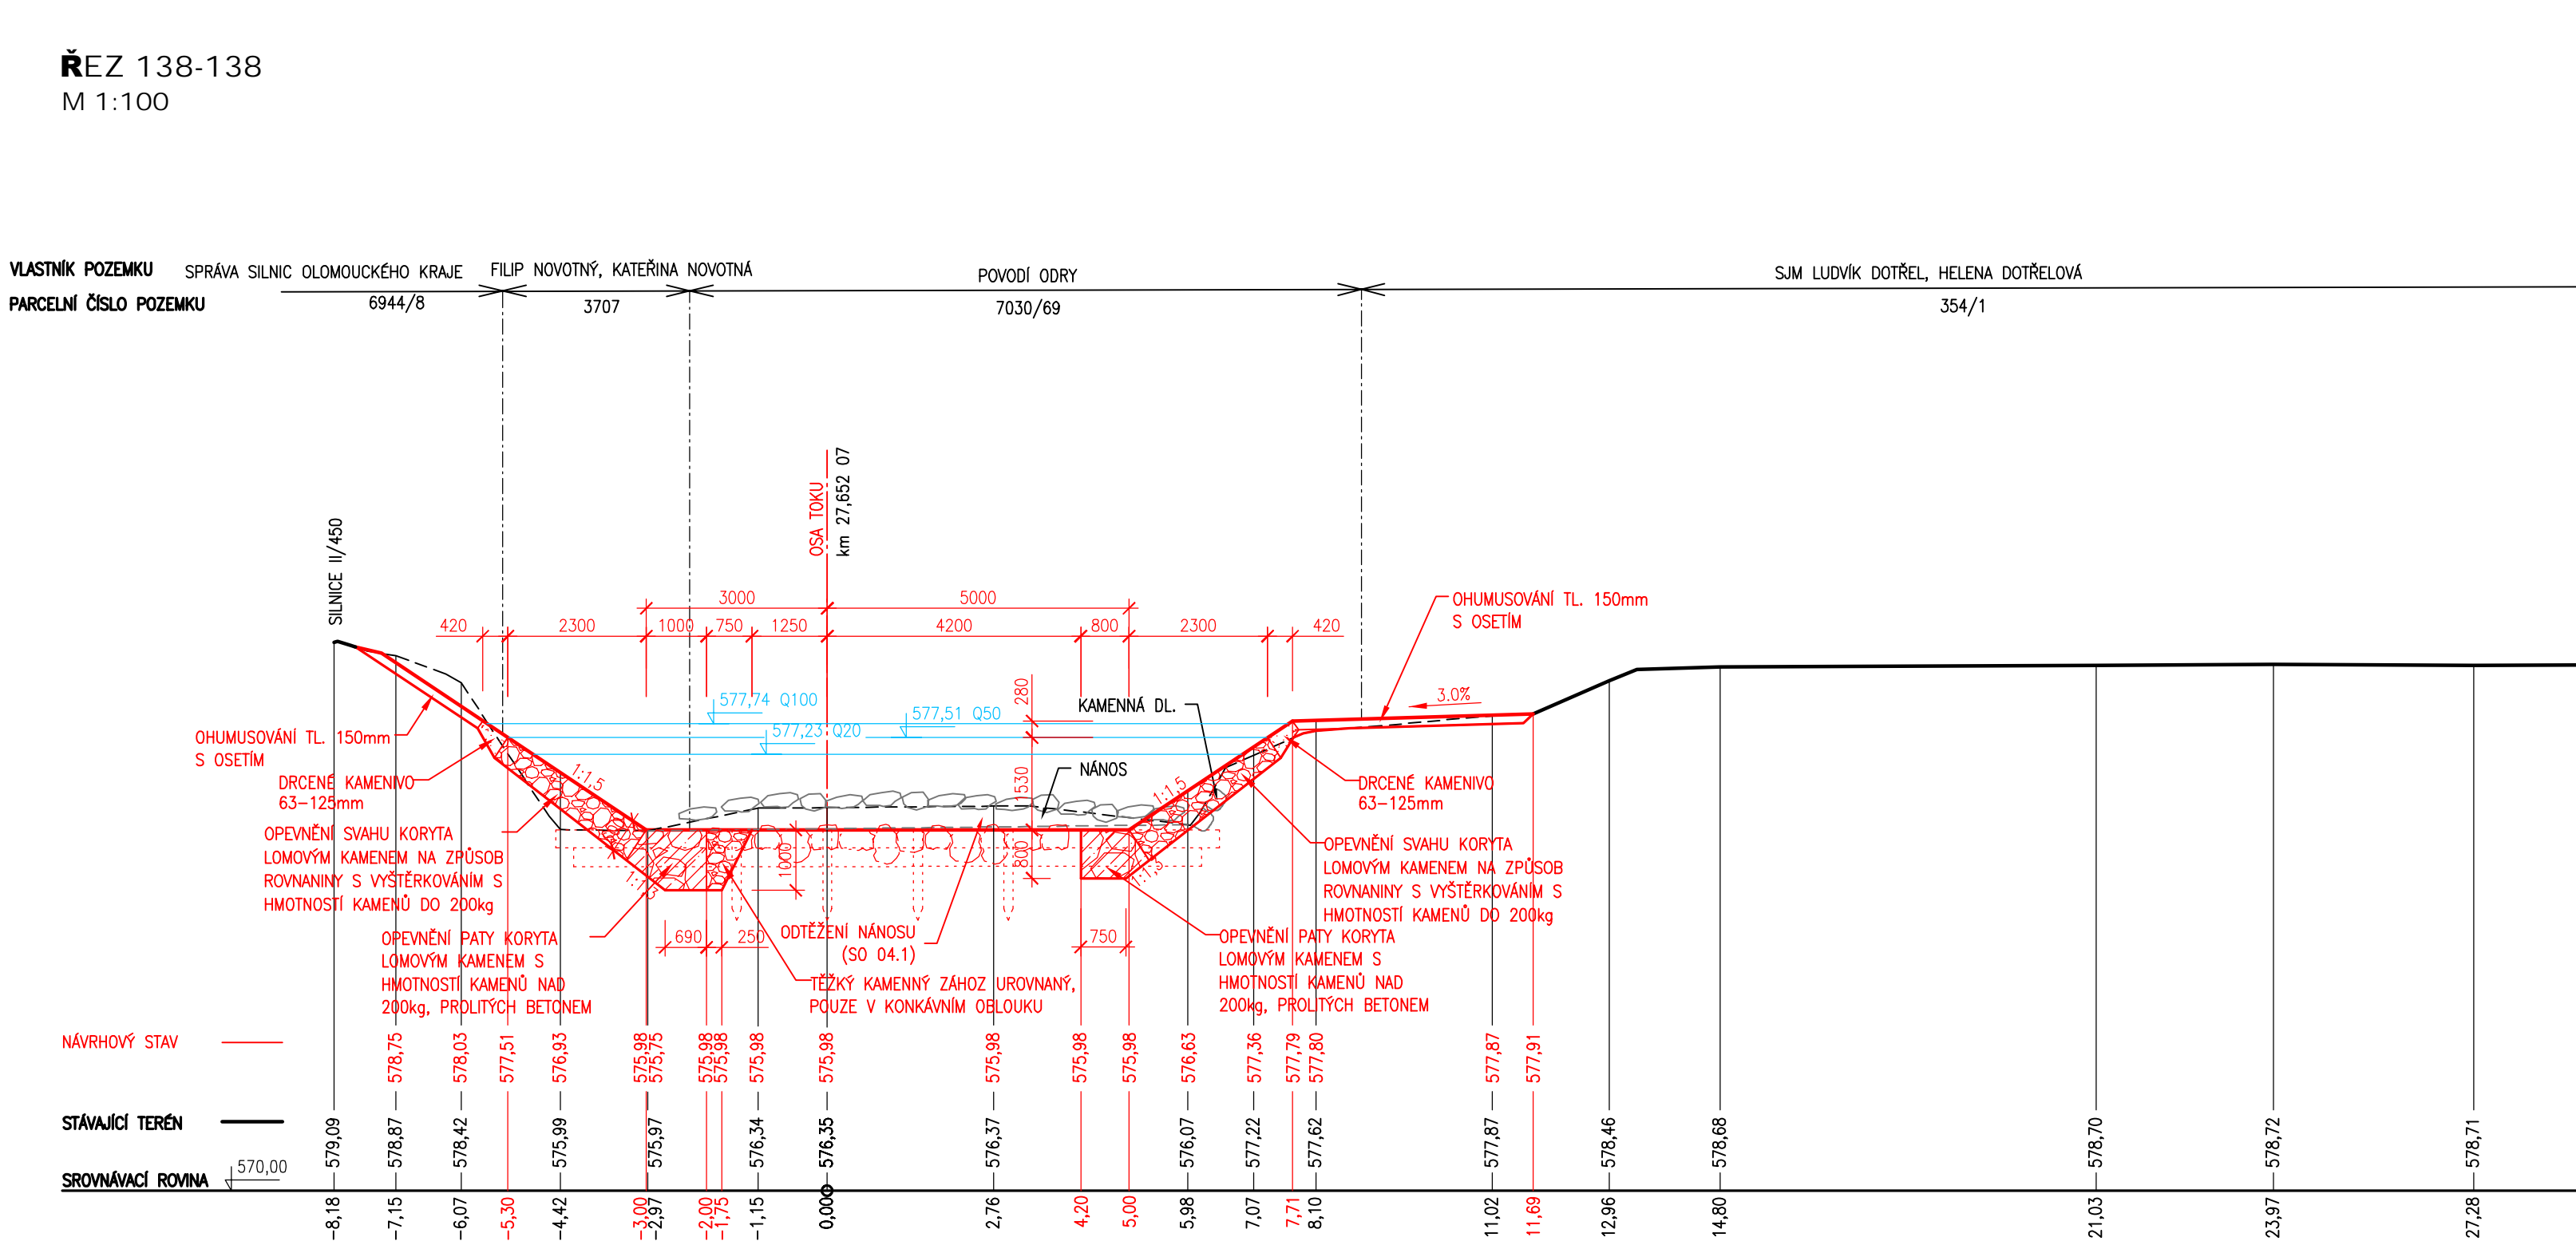 ŘEZ 138-138
M 1:100
VLASTNÍK POZEMKU
SPRÁVA SILNIC OLOMOUCKÉHO KRAJE
FILIP NOVOTNÝ, KATEŘINA NOVOTNÁ
POVODÍ ODRY
SJM LUDVÍK DOTŘEL, HELENA DOTŘELOVÁ
PARCELNÍ ČÍSLO POZEMKU
6944/8
3707
7030/69
354/1
SILNICE II/450
OSA TOKU
km 27,652 07
3000
5000
420
2300
1000
750
1250
4200
800
2300
420
OHUMUSOVÁNÍ TL. 150mm
S OSETÍM
3.0%
280
577,74 Q100
577,51 Q50
577,23 Q20
KAMENNÁ DL.
NÁNOS
1530
1:1,5
1:1,5
OHUMUSOVÁNÍ TL. 150mm
S OSETÍM
DRCENÉ KAMENIVO
63-125mm
DRCENÉ KAMENIVO
63-125mm
OPEVNĚNÍ SVAHU KORYTA
LOMOVÝM KAMENEM NA ZPŮSOB
ROVNANINY S VYŠTĚRKOVÁNÍM S
HMOTNOSTÍ KAMENŮ DO 200kg
OPEVNĚNÍ SVAHU KORYTA
LOMOVÝM KAMENEM NA ZPŮSOB
ROVNANINY S VYŠTĚRKOVÁNÍM S
HMOTNOSTÍ KAMENŮ DO 200kg
1000
800
1:1,3
1:1,3
690
250
750
ODTĚŽENÍ NÁNOSU
(SO 04.1)
OPEVNĚNÍ PATY KORYTA
LOMOVÝM KAMENEM S
HMOTNOSTÍ KAMENŮ NAD
200kg, PROLITÝCH BETONEM
TĚŽKÝ KAMENNÝ ZÁHOZ UROVNANÝ,
POUZE V KONKÁVNÍM OBLOUKU
OPEVNĚNÍ PATY KORYTA
LOMOVÝM KAMENEM S
HMOTNOSTÍ KAMENŮ NAD
200kg, PROLITÝCH BETONEM
NÁVRHOVÝ STAV
578,75
578,03
577,51
576,93
575,98
575,75
575,98
575,98
575,98
575,98
575,98
575,98
575,98
576,63
577,36
577,79
577,80
577,87
577,91
STÁVAJÍCÍ TERÉN
579,09
578,87
578,42
575,99
575,97
576,34
576,35
576,37
576,07
577,22
577,62
577,87
578,46
578,68
578,70
578,72
578,71
SROVNÁVACÍ ROVINA
570,00
-8,18
-7,15
-6,07
-5,30
-4,42
-3,00
-2,97
-2,00
-1,75
-1,15
0,00
2,76
4,20
5,00
5,98
7,07
7,71
8,10
11,02
11,69
12,96
14,80
21,03
23,97
27,28